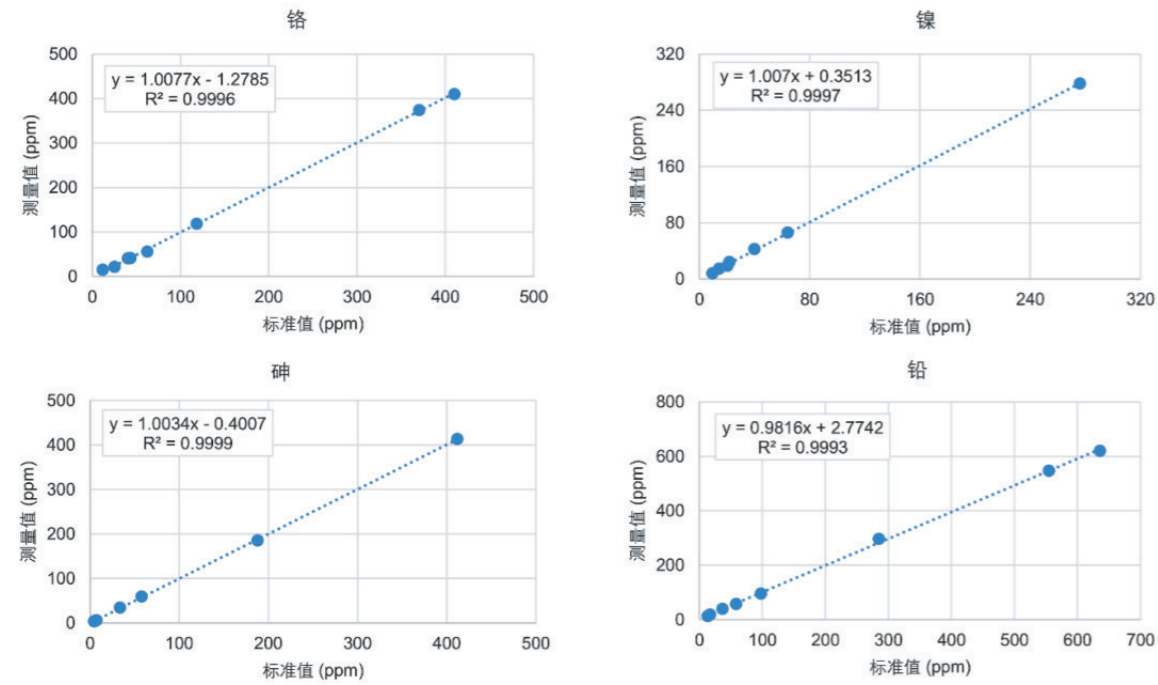 铬
500
400
300
200
100
0
y = 1.0077x - 1.2785
R² = 0.9996
测量值 (ppm)
0 100 200 300 400 500
标准值 (ppm)
镍
320
240
160
80
0
y = 1.007x + 0.3513
R² = 0.9997
测量值 (ppm)
0 80 160 240 320
标准值 (ppm)
砷
500
400
300
200
100
0
y = 1.0034x - 0.4007
R² = 0.9999
测量值 (ppm)
0 100 200 300 400 500
标准值 (ppm)
铅
800
600
400
200
0
y = 0.9816x + 2.7742
R² = 0.9993
测量值 (ppm)
0 100 200 300 400 500 600 700
标准值 (ppm)